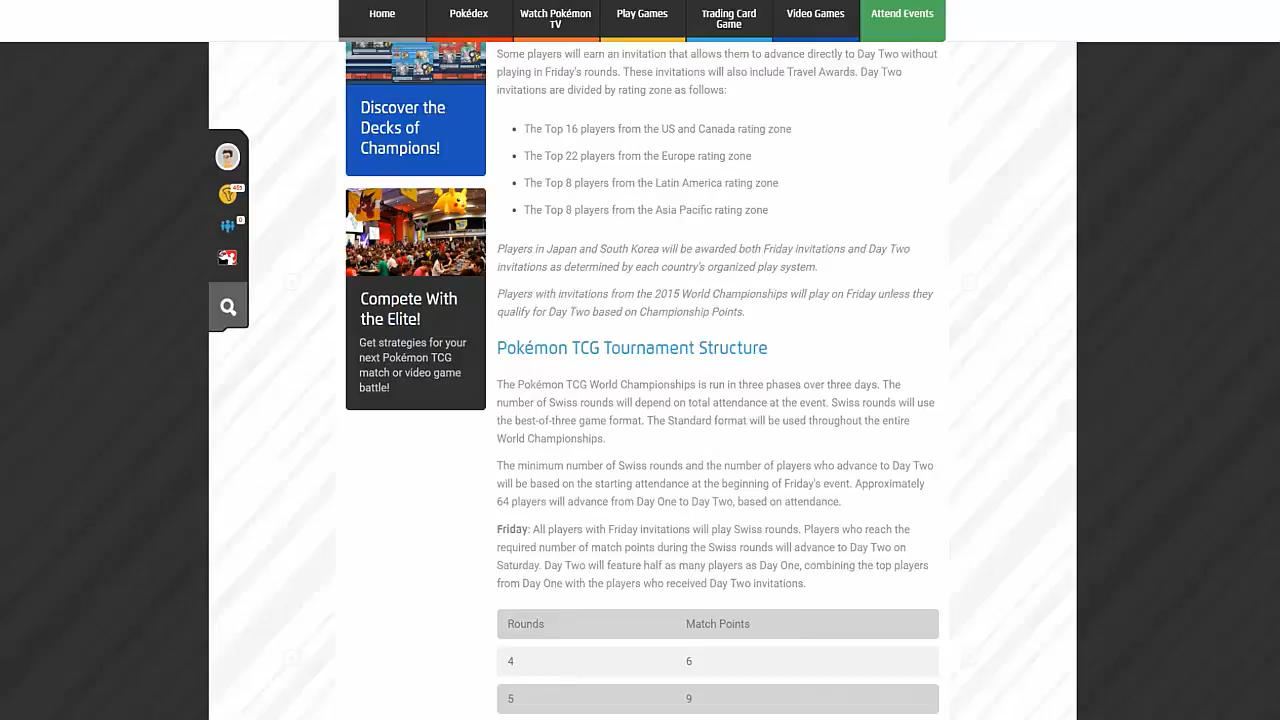 Home
Pokédex
Watch Pokémon TV
Play Games
Trading Card Game
Video Games
Attend Events
Discover the
Decks of
Champions!
Compete With
the Elite!
Get strategies for your
next Pokémon TCG
match or video game
battle!
Some players will earn an invitation that allows them to advance directly to Day Two without
playing in Friday's rounds. These invitations will also include Travel Awards. Day Two
invitations are divided by rating zone as follows:
• The Top 16 players from the US and Canada rating zone
• The Top 22 players from the Europe rating zone
• The Top 8 players from the Latin America rating zone
• The Top 8 players from the Asia Pacific rating zone
Players in Japan and South Korea will be awarded both Friday invitations and Day Two
invitations as determined by each country's organized play system.
Players with invitations from the 2015 World Championships will play on Friday unless they
qualify for Day Two based on Championship Points.
Pokémon TCG Tournament Structure
The Pokémon TCG World Championships is run in three phases over three days. The
number of Swiss rounds will depend on total attendance at the event. Swiss rounds will use
the best-of-three game format. The Standard format will be used throughout the entire
World Championships.
The minimum number of Swiss rounds and the number of players who advance to Day Two
will be based on the starting attendance at the beginning of Friday's event. Approximately
64 players will advance from Day One to Day Two, based on attendance.
Friday: All players with Friday invitations will play Swiss rounds. Players who reach the
required number of match points during the Swiss rounds will advance to Day Two on
Saturday. Day Two will feature half as many players as Day One, combining the top players
from Day One with the players who received Day Two invitations.
Rounds Match Points
4 6
5 9
0